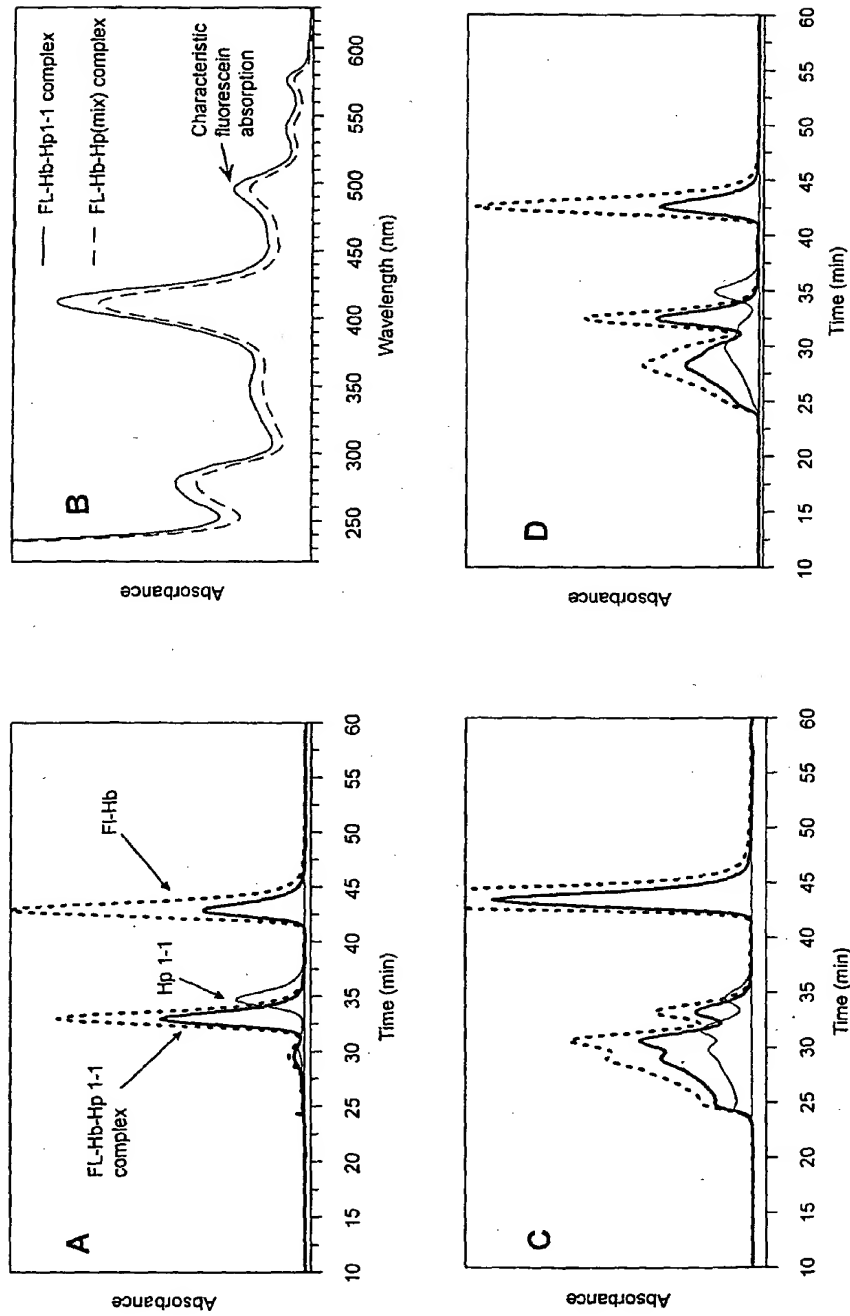 A
Absorbance
Fl-Hb
Hp 1-1
FL-Hb-Hp 1-1
complex
10 15 20 25 30 35 40 45 50 55 60
Time (min)
B
Absorbance
FL-Hb-Hp1-1 complex
FL-Hb-Hp(mix) complex
Characteristic
fluorescein
absorption
250 300 350 400 450 500 550 600
Wavelength (nm)
C
Absorbance
10 15 20 25 30 35 40 45 50 55 60
Time (min)
D
Absorbance
10 15 20 25 30 35 40 45 50 55 60
Time (min)